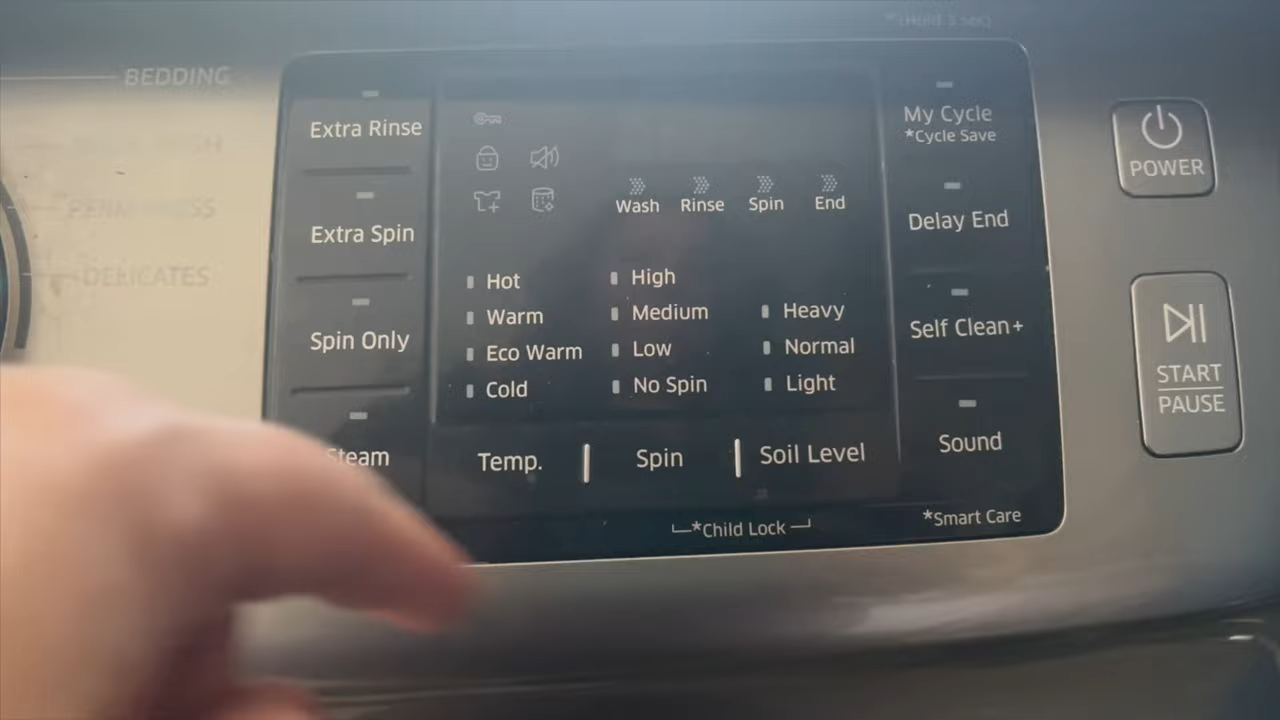 *(Hold 3 sec)
BEDDING
PERM PRESS
DELICATES
Extra Rinse
Extra Spin
Spin Only
Steam
Wash
Rinse
Spin
End
Hot
Warm
Eco Warm
Cold
High
Medium
Low
No Spin
Heavy
Normal
Light
Temp.
Spin
Soil Level
*Child Lock
My Cycle
*Cycle Save
Delay End
Self Clean+
Sound
*Smart Care
POWER
START
PAUSE